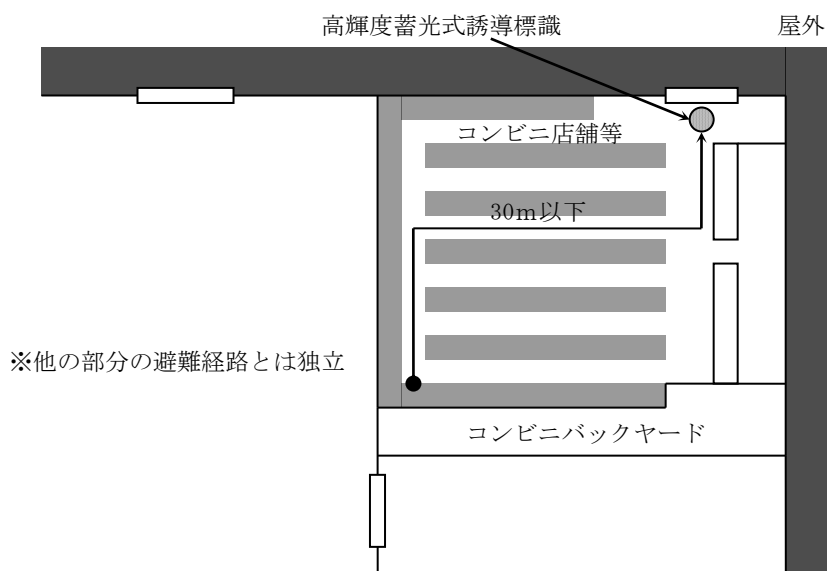 高輝度蓄光式誘導標識
屋外
コンビニ店舗等
30m以下
※他の部分の避難経路とは独立
コンビニバックヤード